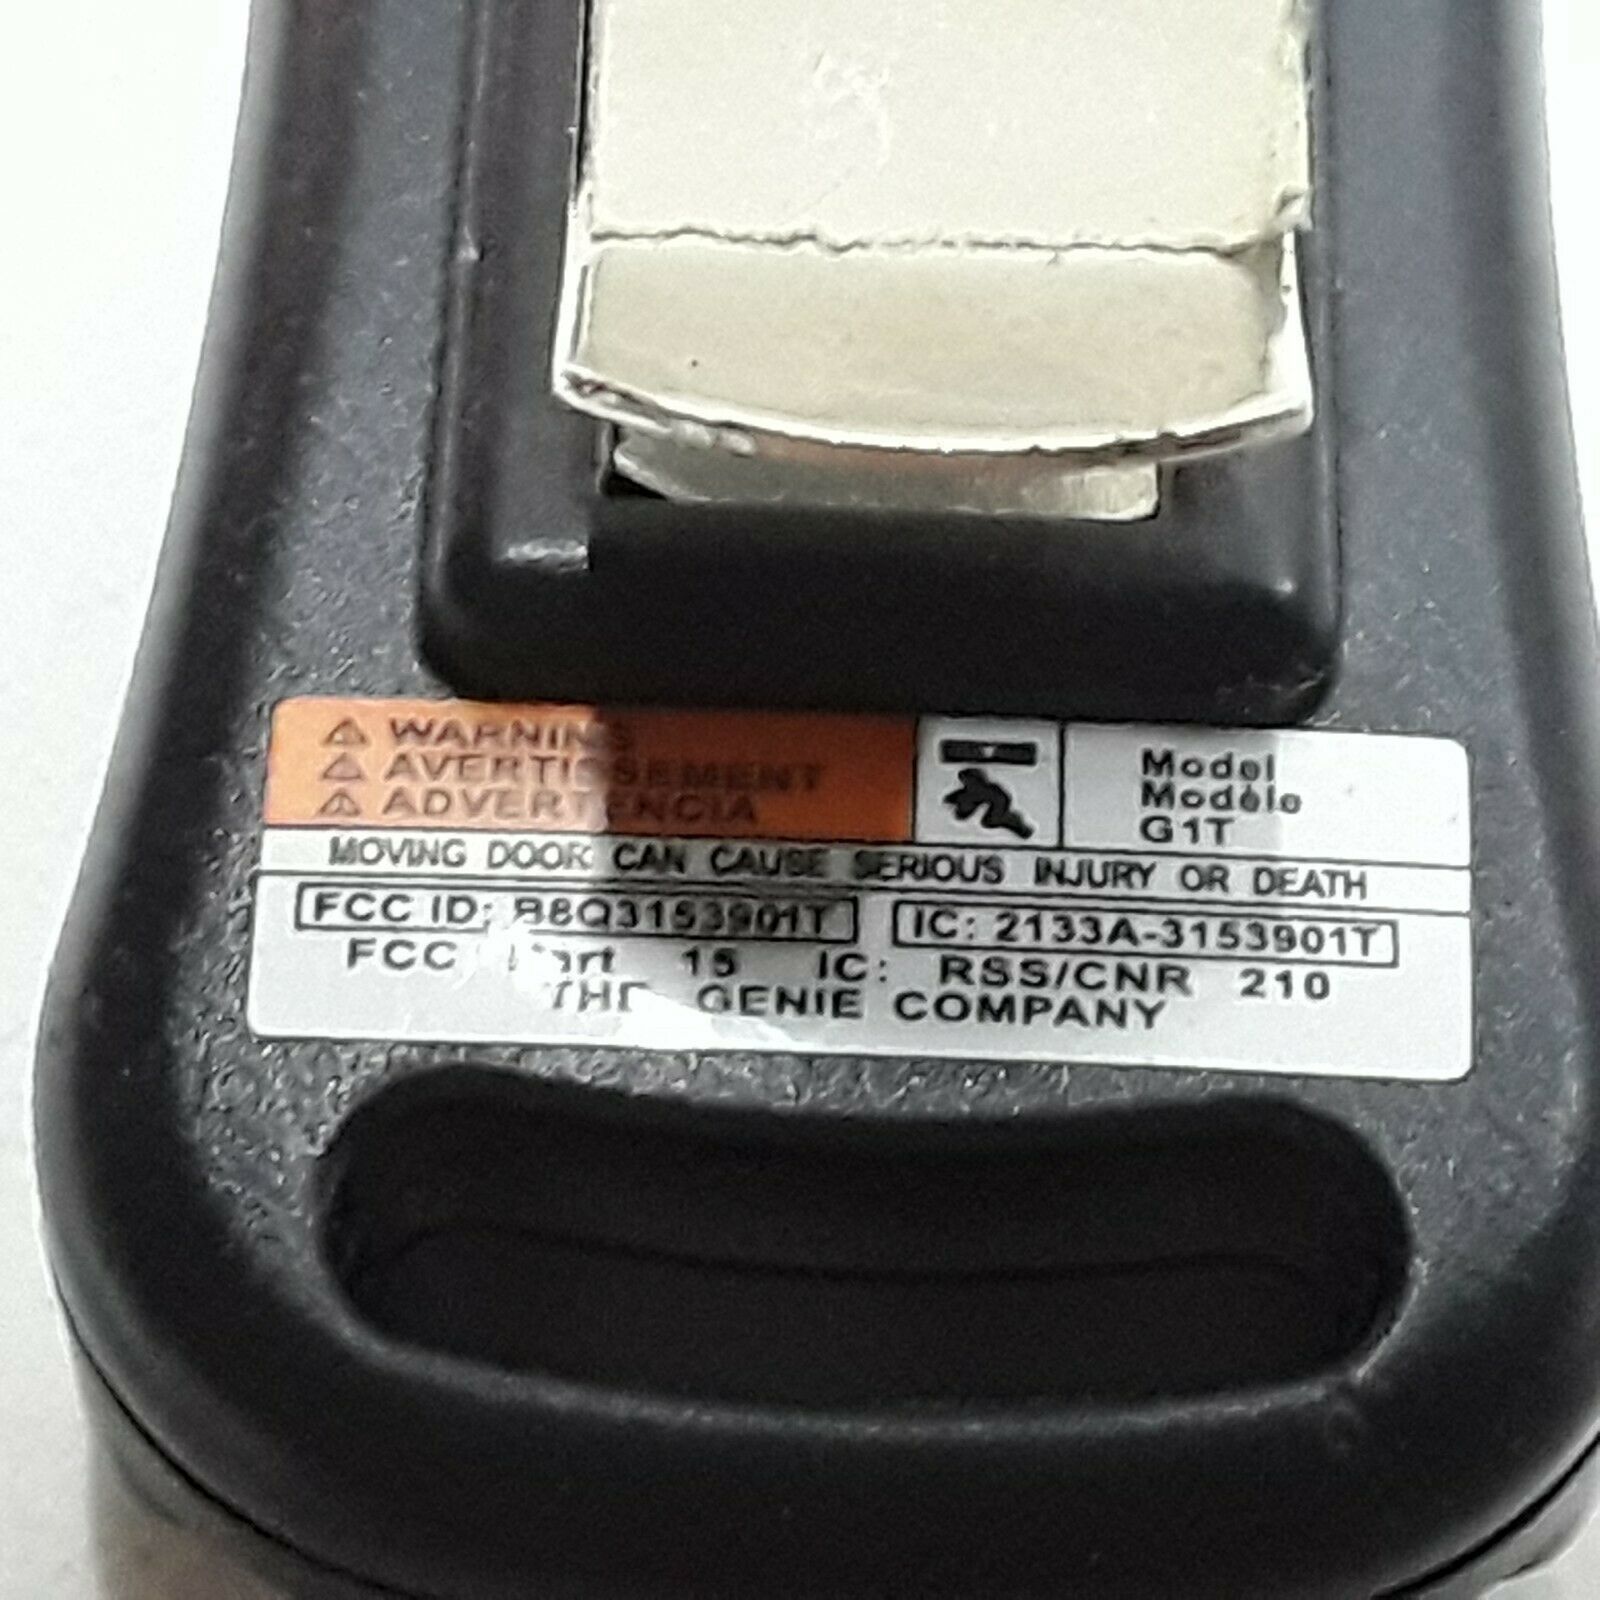 WARNING
AVERTISSEMENT
ADVERTENCIA
Model
Modèlo
G1T
MOVING DOOR CAN CAUSE SERIOUS INJURY OR DEATH
FCC ID: B8Q3153901T IC: 2133A-3153901T
FCC Part 15 IC: RSS/CNR 210
THE GENIE COMPANY